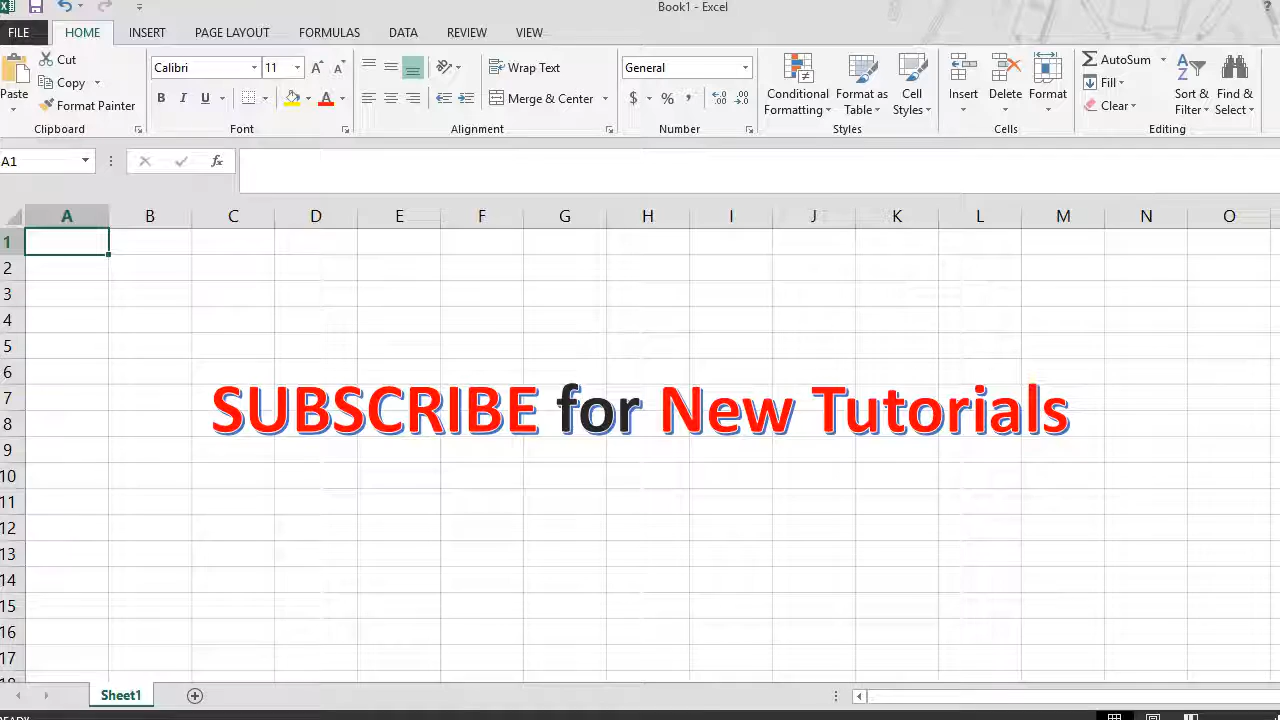 Book1 - Excel
?
FILE HOME INSERT PAGE LAYOUT FORMULAS DATA REVIEW VIEW
Paste
Cut
Copy
Format Painter
Clipboard
Calibri 11
B I U
Font
Wrap Text
Merge & Center
Alignment
General
$ % ,
Number
Conditional
Formatting
Format as
Table
Cell
Styles
Styles
Insert
Delete
Format
Cells
AutoSum
Fill
Clear
Sort &
Filter
Find &
Select
Editing
A1
fx
A B C D E F G H I J K L M N O
1
2
3
4
5
6
7
SUBSCRIBE for New Tutorials
8
9
10
11
12
13
14
15
16
17
Sheet1